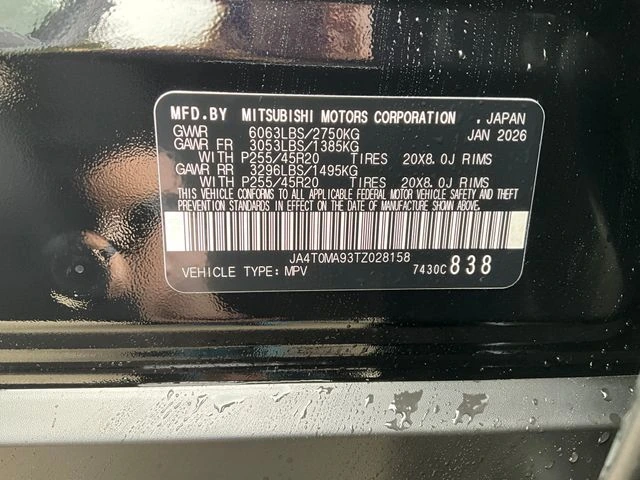 MFD.BY MITSUBISHI MOTORS CORPORATION , JAPAN
GVWR 6063LBS/2750KG JAN 2026
GAWR FR 3053LBS/1385KG
WITH P255/45R20 TIRES 20X8.0J RIMS
GAWR RR 3296LBS/1495KG
WITH P255/45R20 TIRES 20X8.0J RIMS
THIS VEHICLE CONFORMS TO ALL APPLICABLE FEDERAL MOTOR VEHICLE SAFETY AND THEFT
PREVENTION STANDARDS IN EFFECT ON THE DATE OF MANUFACTURE SHOWN ABOVE.
JA4T0MA93TZ028158
VEHICLE TYPE:MPV 7430C 838